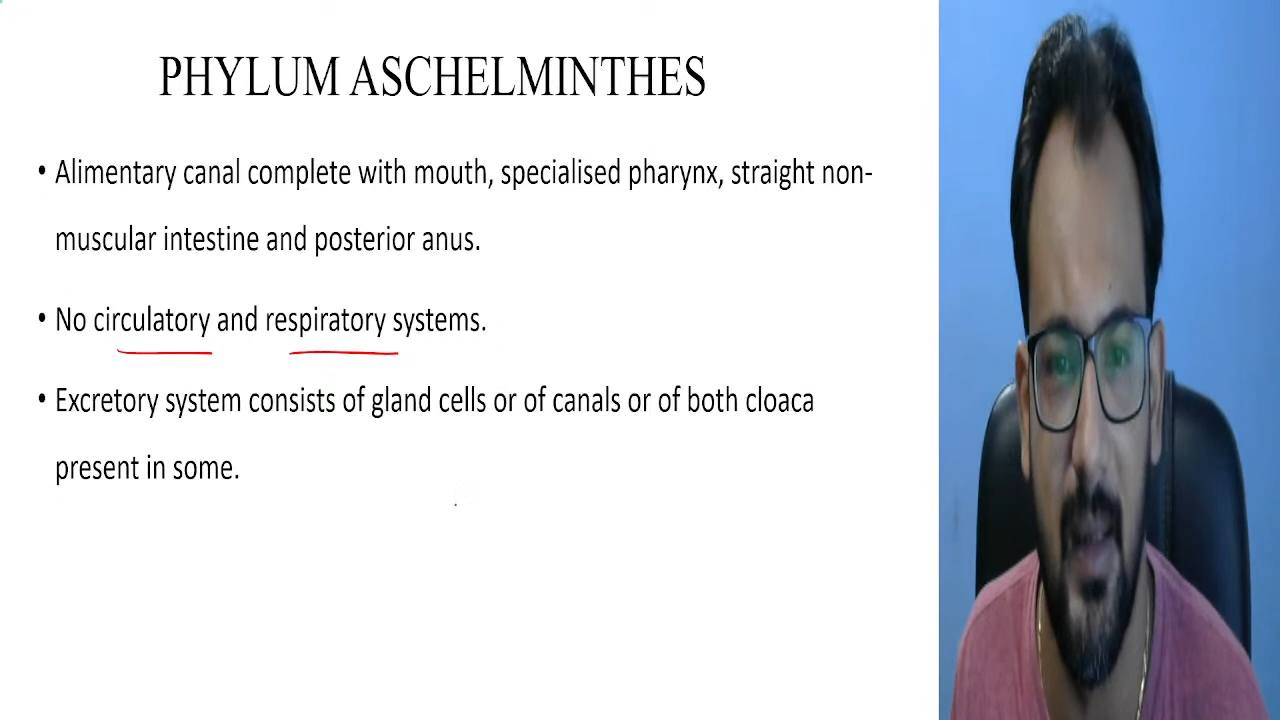 PHYLUM ASCHELMINTHES
• Alimentary canal complete with mouth, specialised pharynx, straight non-
muscular intestine and posterior anus.
• No circulatory and respiratory systems.
• Excretory system consists of gland cells or of canals or of both cloaca
present in some.